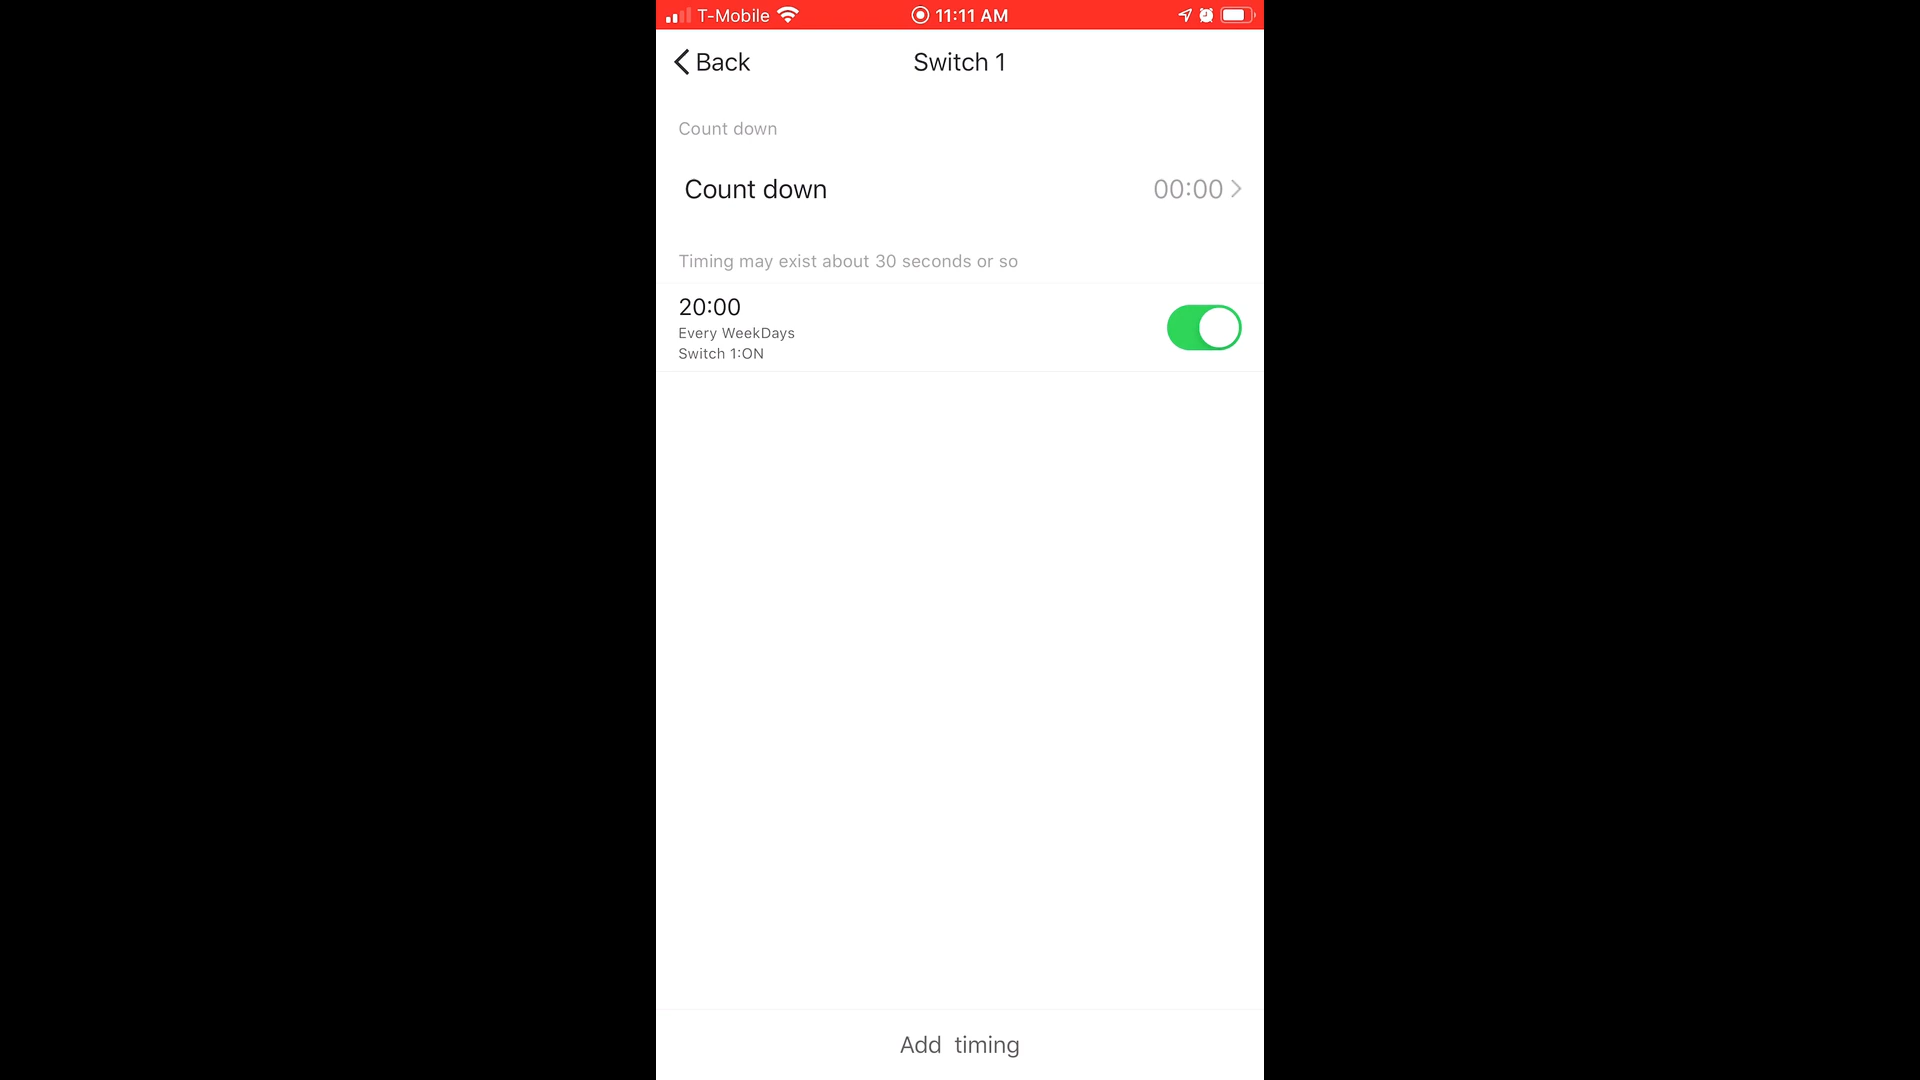 T-Mobile 11:11 AM
Back Switch 1
Count down
Count down 00:00
Timing may exist about 30 seconds or so
20:00
Every WeekDays
Switch 1:ON
Add timing